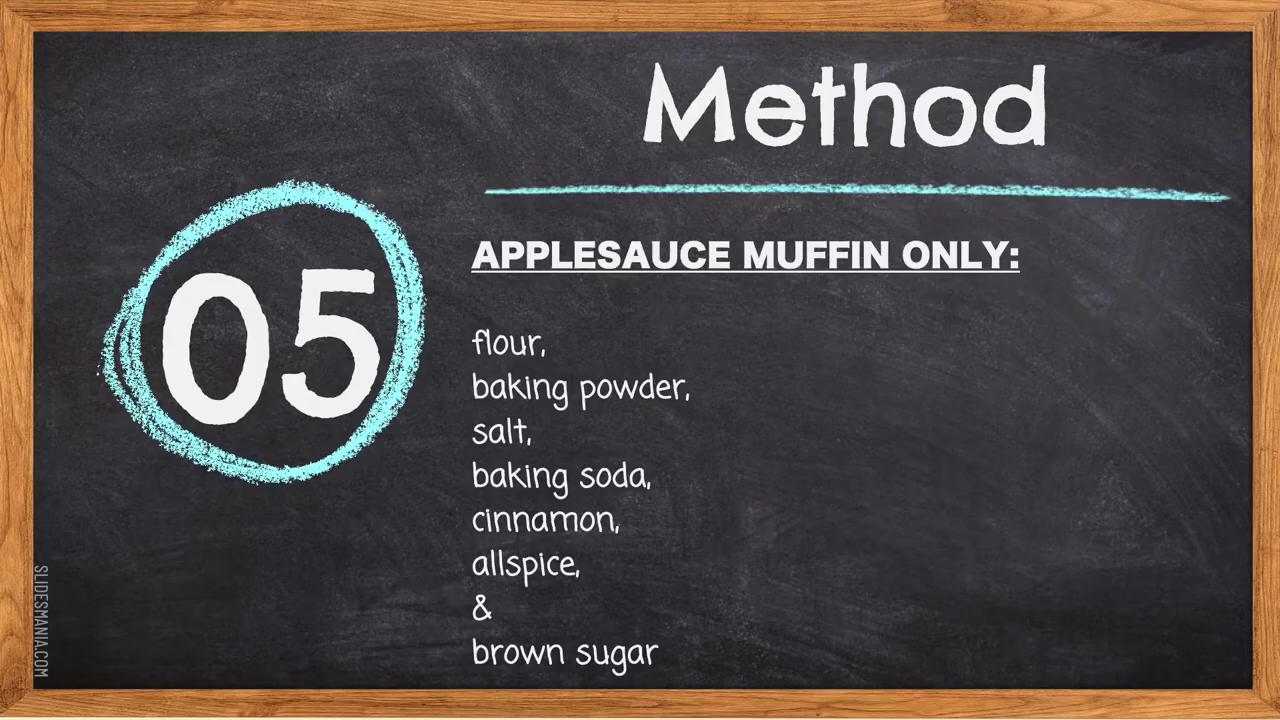 Method
05
APPLESAUCE MUFFIN ONLY:
flour,
baking powder,
salt,
baking soda,
cinnamon,
allspice,
&
brown sugar
SLIDESMANIA.COM